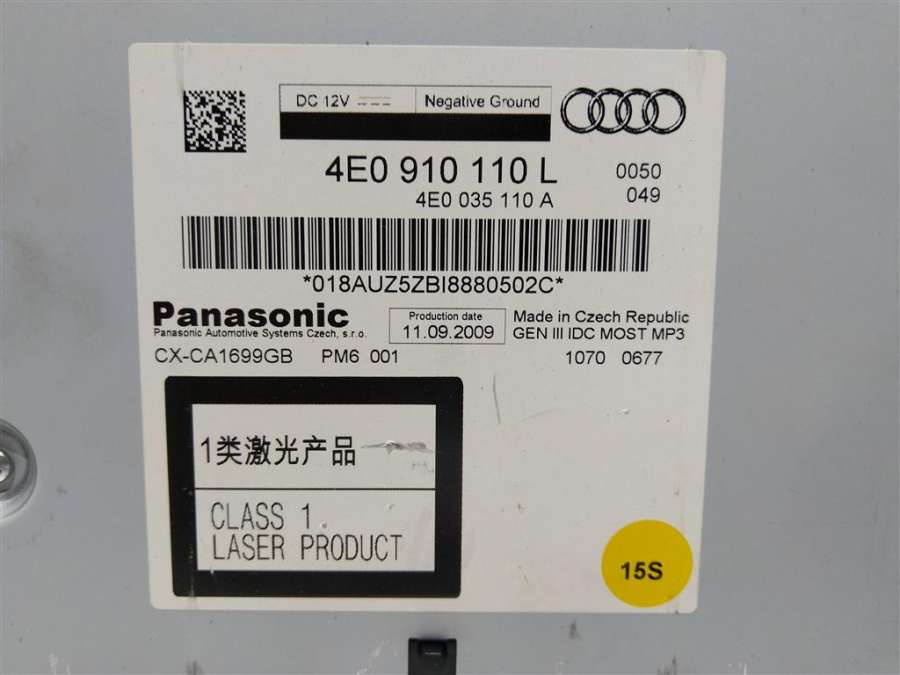 DC 12V Negative Ground
4E0 910 110 L 0050
4E0 035 110 A 049
*018AUZ5ZBI8880502C*
Panasonic
Panasonic Automotive Systems Czech, s.r.o.
Production date
11.09.2009
Made in Czech Republic
GEN III IDC MOST MP3
CX-CA1699GB PM6 001 1070 0677
1类激光产品
CLASS 1
LASER PRODUCT
15S